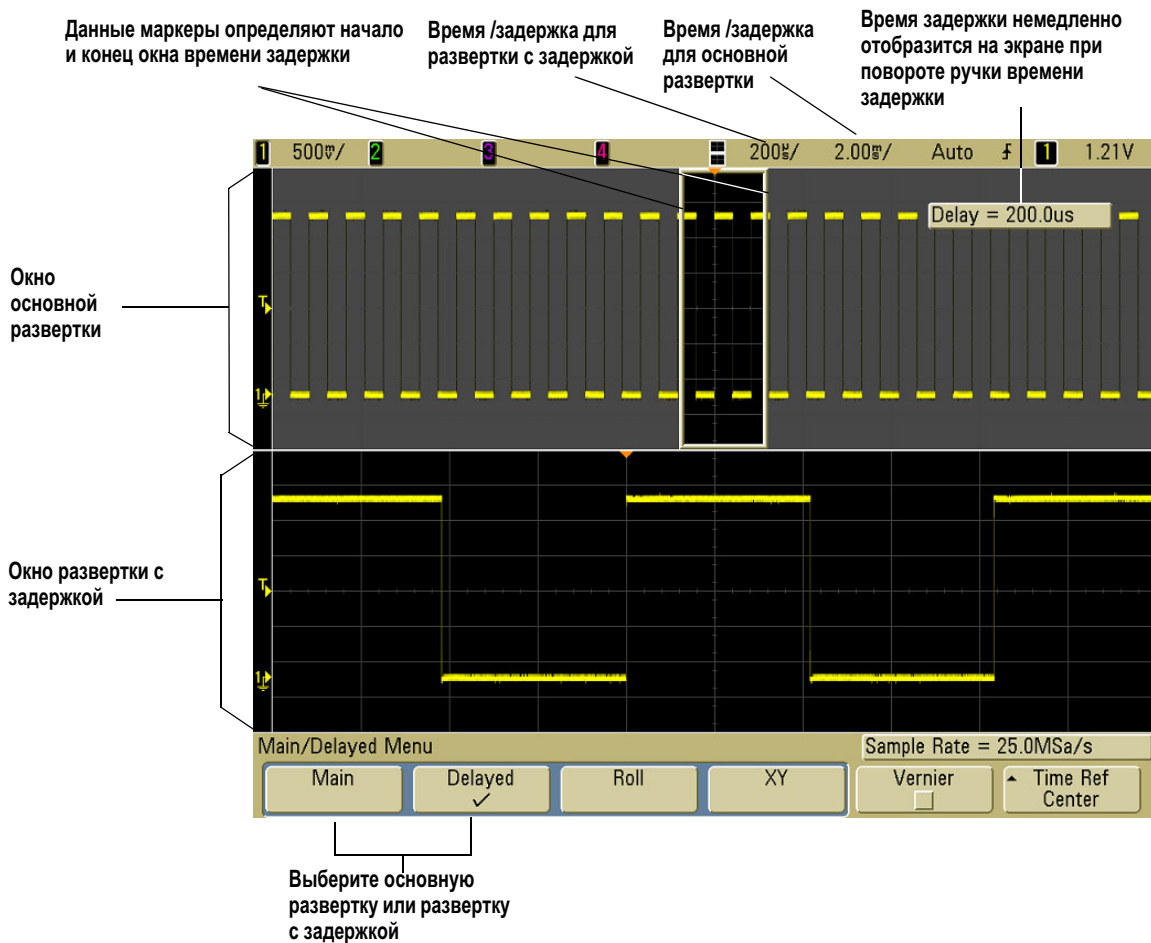 Данные маркеры определяют начало
и конец окна времени задержки
Время /задержка для
развертки с задержкой
Время /задержка
для основной
развертки
Время задержки немедленно
отобразится на экране при
повороте ручки времени
задержки
1 500mV/ 2 3 4 200us/ 2.00ms/ Auto 1 1.21V
Delay = 200.0us
Окно
основной
развертки
T
1
Окно развертки с
задержкой
T
1
Main/Delayed Menu
Sample Rate = 25.0MSa/s
Main Delayed Roll XY Vernier Time Ref
Center
Выберите основную
развертку или развертку
с задержкой